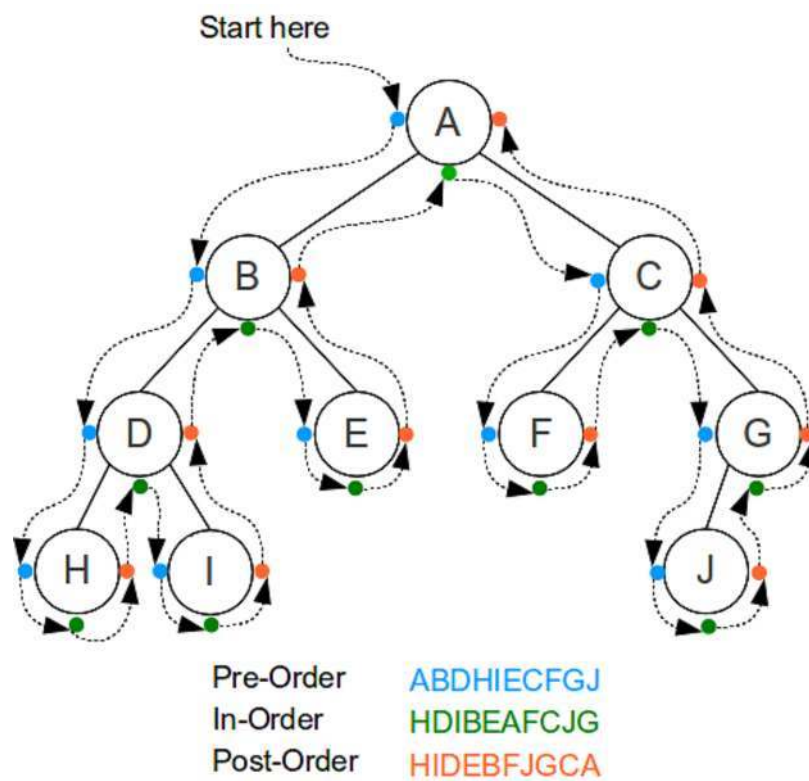 Start here
A
B
C
D
E
F
G
H
I
J
Pre-Order ABDHIECFGJ
In-Order HDIBEAFCJG
Post-Order HIDEBFJGCA